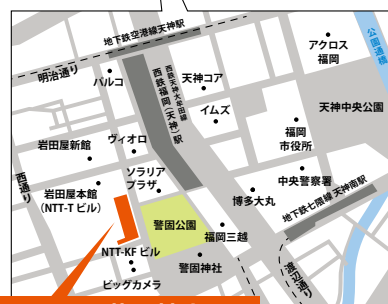 地下鉄空港線天神駅
明治通り
パルコ
西鉄天神大牟田線
西鉄福岡(天神)駅
天神コア
イムズ
アクロス
福岡
公園通橋
天神中央公園
福岡
市役所
岩田屋新館
ヴィオロ
ソラリア
プラザ
西通り
岩田屋本館
(NTT-Tビル)
中央警察署
博多大丸
地下鉄七隈線 天神南駅
警固公園
福岡三越
NTT-KFビル
警固神社
渡辺通り
ビックカメラ